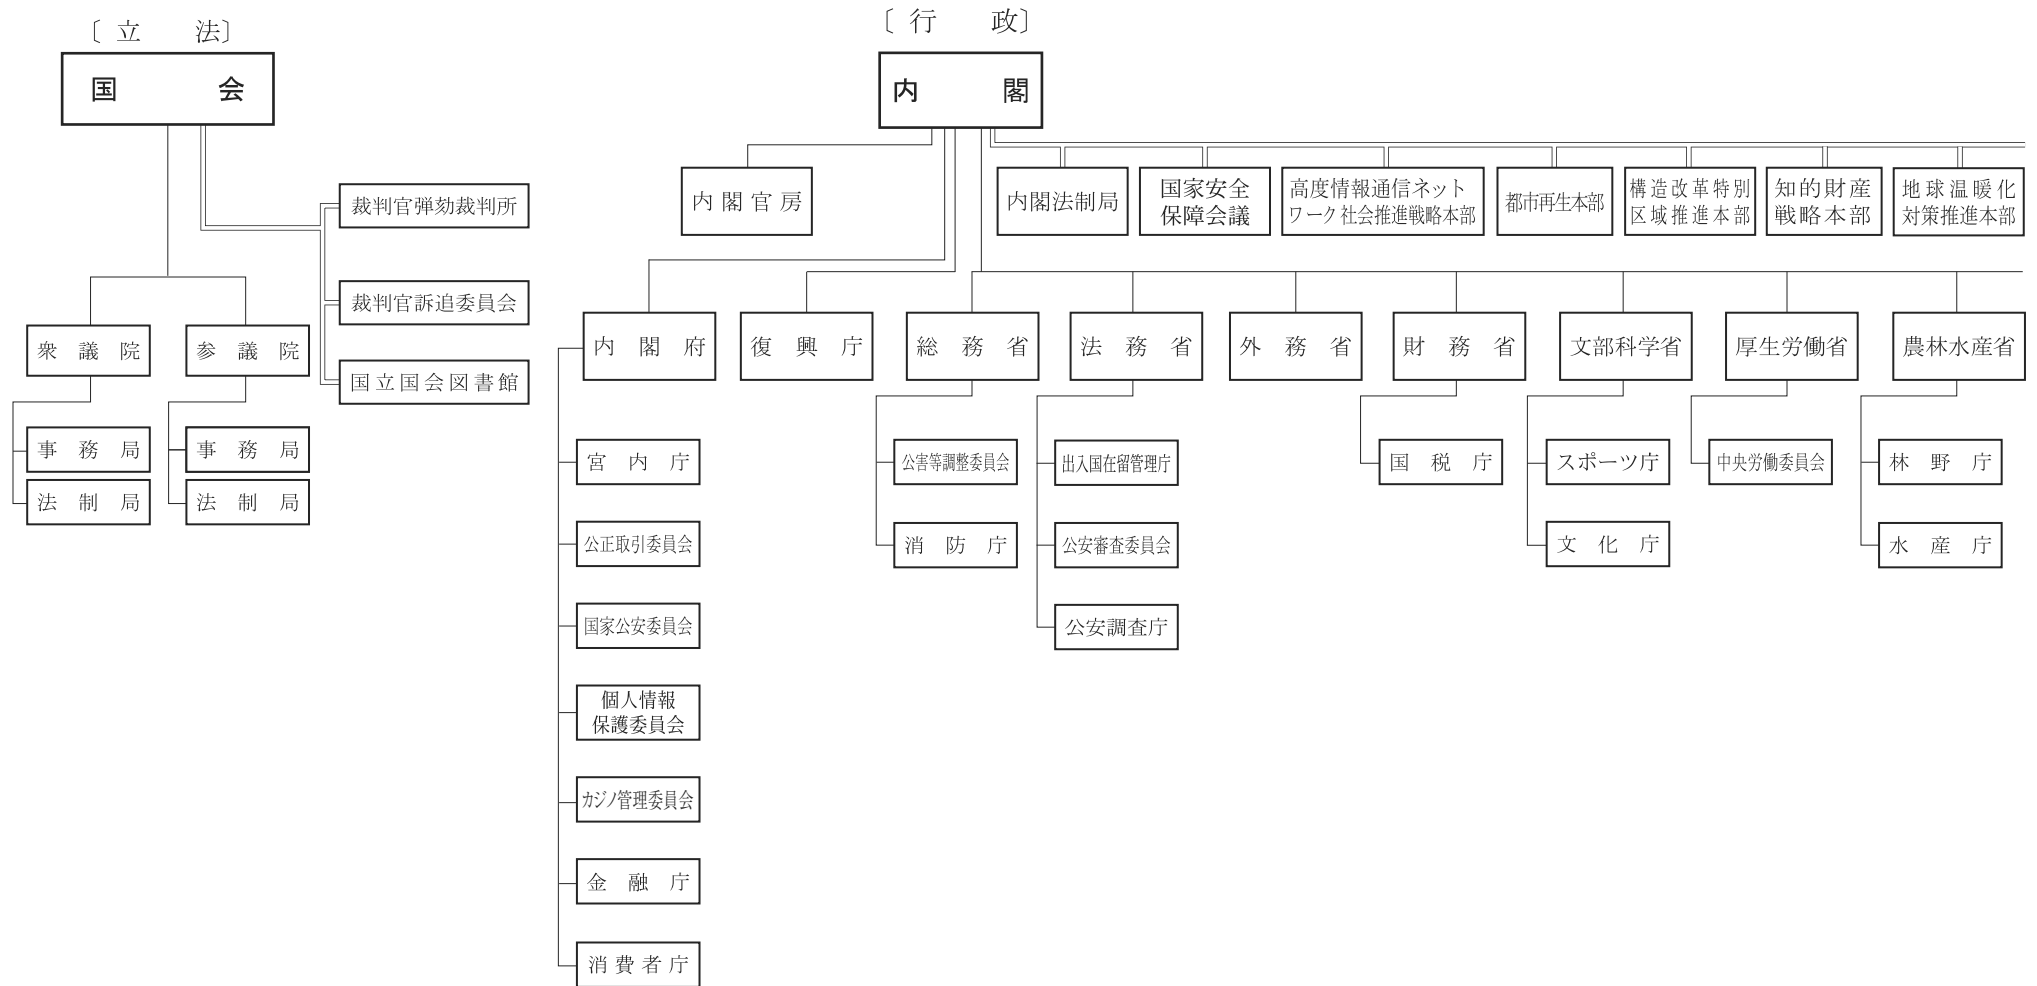 〔立　法〕
国　会
裁判官弾劾裁判所
裁判官訴追委員会
国立国会図書館
衆議院
参議院
事務局
法制局
事務局
法制局
〔行　政〕
内　閣
内閣官房
内閣法制局
国家安全
保障会議
高度情報通信ネット
ワーク社会推進戦略本部
都市再生本部
構造改革特別
区域推進本部
知的財産
戦略本部
地球温暖化
対策推進本部
内閣府
復興庁
総務省
法務省
外務省
財務省
文部科学省
厚生労働省
農林水産省
宮内庁
公正取引委員会
国家公安委員会
個人情報
保護委員会
カジノ管理委員会
金融庁
消費者庁
公害等調整委員会
消防庁
出入国在留管理庁
公安審査委員会
公安調査庁
国税庁
スポーツ庁
文化庁
中央労働委員会
林野庁
水産庁